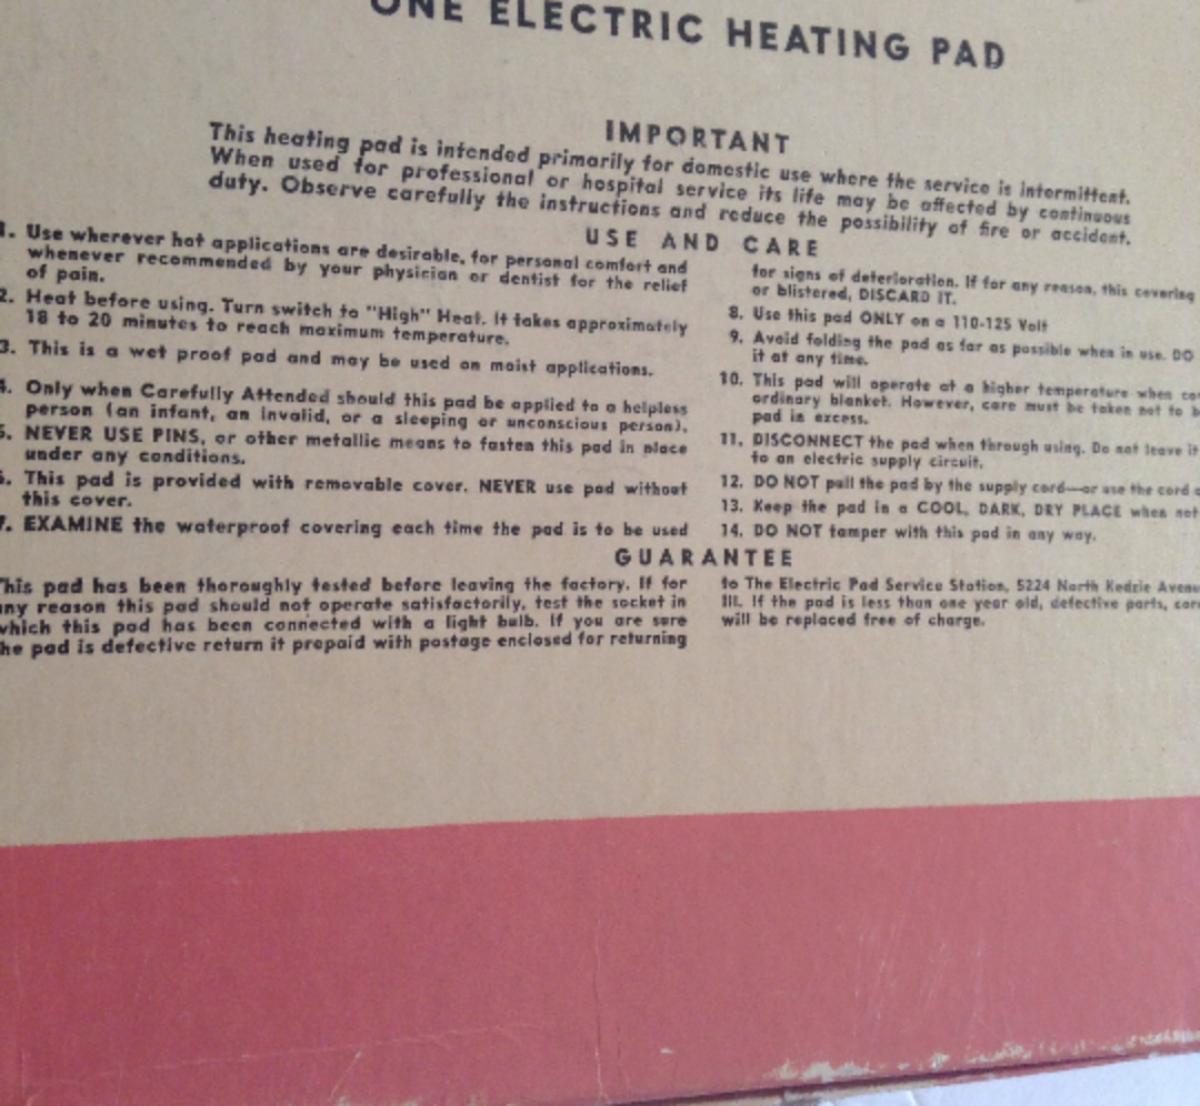 ONE ELECTRIC HEATING PAD
IMPORTANT
This heating pad is intended primarily for domestic use where the service is intermittent.
When used for professional or hospital service its life may be affected by continuous
duty. Observe carefully the instructions and reduce the possibility of fire or accident.
USE AND CARE
1. Use wherever hot applications are desirable, for personal comfort and
whenever recommended by your physician or dentist for the relief
of pain.
2. Heat before using. Turn switch to "High" Heat. It takes approximately
18 to 20 minutes to reach maximum temperature.
3. This is a wet proof pad and may be used on moist applications.
4. Only when Carefully Attended should this pad be applied to a helpless
person (an infant, an invalid, or a sleeping or unconscious person).
5. NEVER USE PINS, or other metallic means to fasten this pad in place
under any conditions.
6. This pad is provided with removable cover. NEVER use pad without
this cover.
7. EXAMINE the waterproof covering each time the pad is to be used
for signs of deterioration. If for any reason, this covering
or blistered, DISCARD IT.
8. Use this pad ONLY on a 110-125 Volt
9. Avoid folding the pad as far as possible when in use. DO
it at any time.
10. This pad will operate at a higher temperature when
ordinary blanket. However, care must be taken not to
pad in excess.
11. DISCONNECT the pad when through using. Do not leave it
to an electric supply circuit.
12. DO NOT pull the pad by the supply cord—or use the cord
13. Keep the pad in a COOL, DARK, DRY PLACE when not
14. DO NOT tamper with this pad in any way.
GUARANTEE
This pad has been thoroughly tested before leaving the factory. If for
any reason this pad should not operate satisfactorily, test the socket in
which this pad has been connected with a light bulb. If you are sure
the pad is defective return it prepaid with postage enclosed for returning
to The Electric Pad Service Station, 5224 North Kedzie Avenue
Ill. If the pad is less than one year old, defective parts,
will be replaced free of charge.